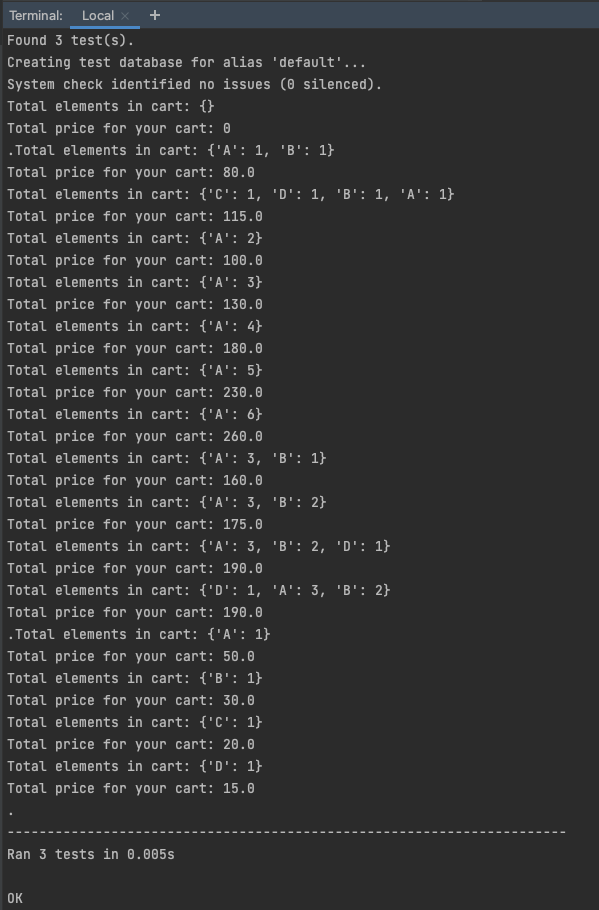 Terminal: Local × +
Found 3 test(s).
Creating test database for alias 'default'...
System check identified no issues (0 silenced).
Total elements in cart: {}
Total price for your cart: 0
.Total elements in cart: {'A': 1, 'B': 1}
Total price for your cart: 80.0
Total elements in cart: {'C': 1, 'D': 1, 'B': 1, 'A': 1}
Total price for your cart: 115.0
Total elements in cart: {'A': 2}
Total price for your cart: 100.0
Total elements in cart: {'A': 3}
Total price for your cart: 130.0
Total elements in cart: {'A': 4}
Total price for your cart: 180.0
Total elements in cart: {'A': 5}
Total price for your cart: 230.0
Total elements in cart: {'A': 6}
Total price for your cart: 260.0
Total elements in cart: {'A': 3, 'B': 1}
Total price for your cart: 160.0
Total elements in cart: {'A': 3, 'B': 2}
Total price for your cart: 175.0
Total elements in cart: {'A': 3, 'B': 2, 'D': 1}
Total price for your cart: 190.0
Total elements in cart: {'D': 1, 'A': 3, 'B': 2}
Total price for your cart: 190.0
.Total elements in cart: {'A': 1}
Total price for your cart: 50.0
Total elements in cart: {'B': 1}
Total price for your cart: 30.0
Total elements in cart: {'C': 1}
Total price for your cart: 20.0
Total elements in cart: {'D': 1}
Total price for your cart: 15.0
.
----------------------------------------------------------------------
Ran 3 tests in 0.005s
OK